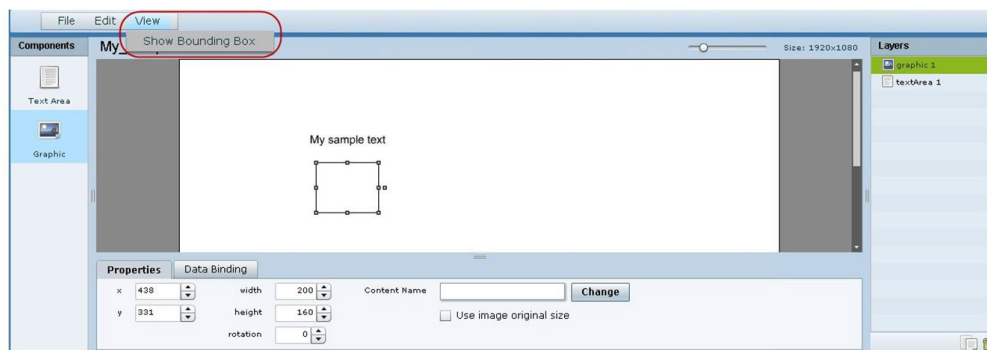 File Edit View
Show Bounding Box
Components
My_
Size: 1920x1080
Layers
graphic 1
textArea 1
Text Area
Graphic
My sample text
Properties Data Binding
x 438 width 200 Content Name Change
y 331 height 160 Use image original size
rotation 0